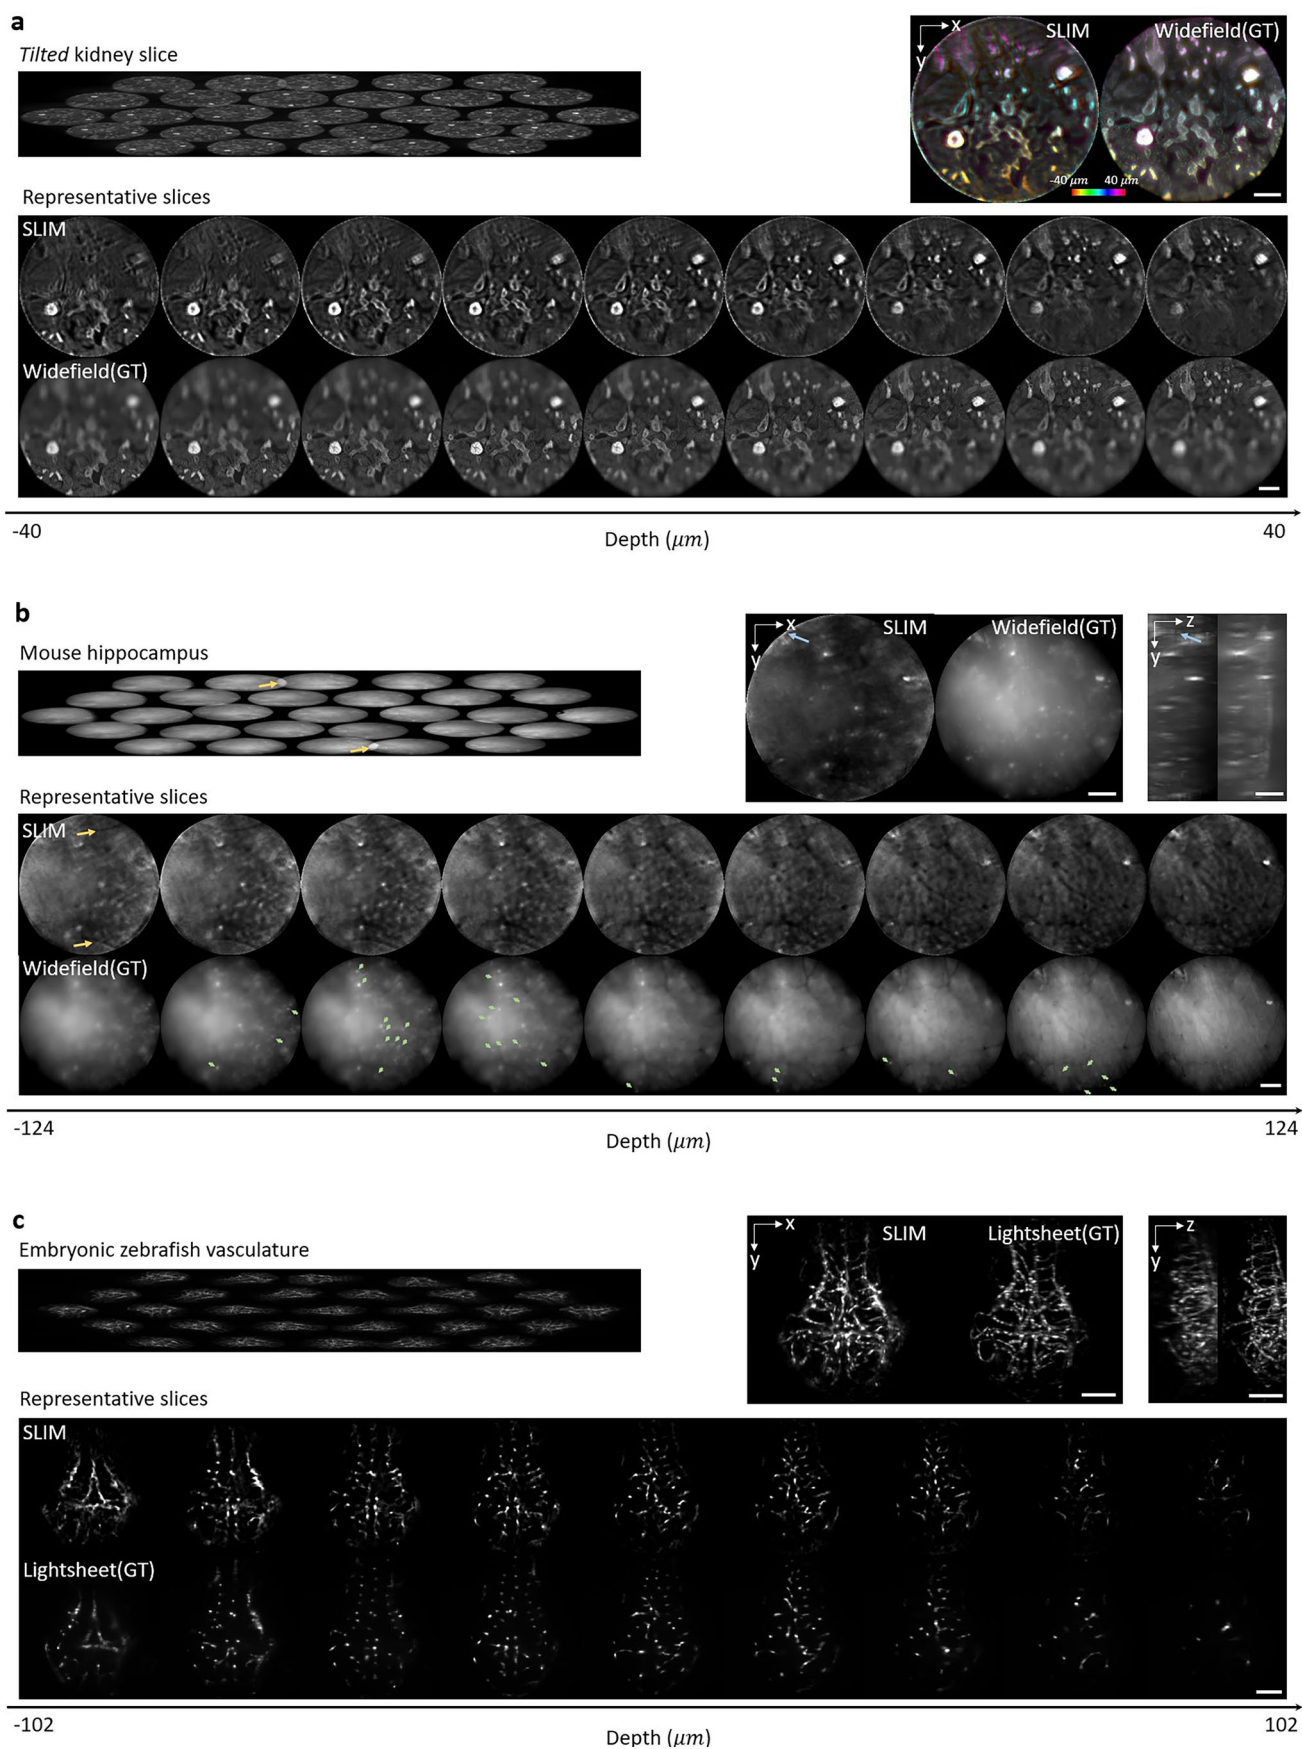 a
Tilted kidney slice
x
y
SLIM
Widefield(GT)
-40 μm
40 μm
Representative slices
SLIM
Widefield(GT)
-40
40
Depth (μm)
b
Mouse hippocampus
x
y
SLIM
Widefield(GT)
z
y
Representative slices
SLIM
Widefield(GT)
-124
124
Depth (μm)
c
Embryonic zebrafish vasculature
x
y
SLIM
Lightsheet(GT)
z
y
Representative slices
SLIM
Lightsheet(GT)
-102
102
Depth (μm)